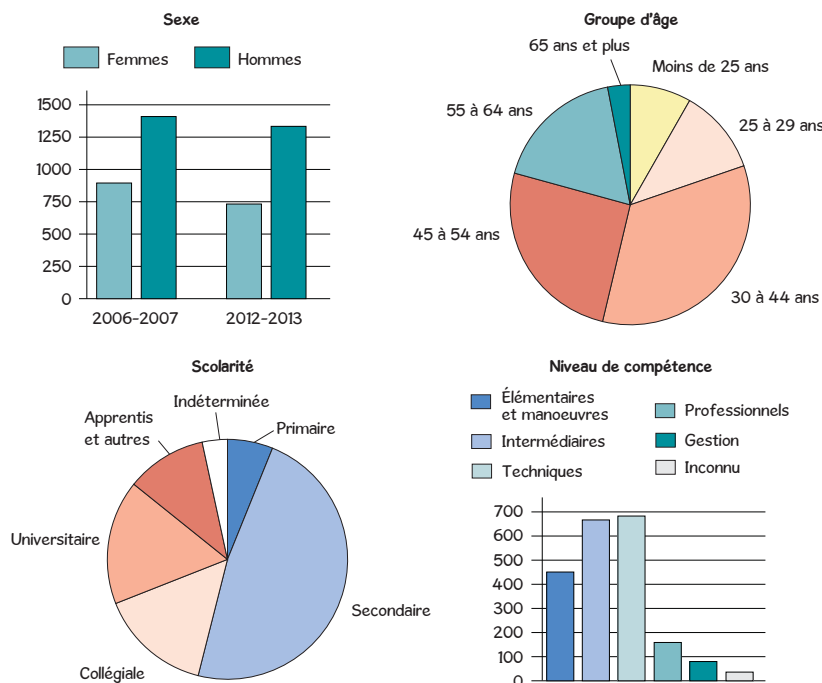 Sexe
Femmes
Hommes
1500
1250
1000
750
500
250
0
2006-2007
2012-2013
Groupe d'âge
65 ans et plus
Moins de 25 ans
55 à 64 ans
25 à 29 ans
45 à 54 ans
30 à 44 ans
Scolarité
Indéterminée
Apprentis
et autres
Primaire
Universitaire
Secondaire
Collégiale
Niveau de compétence
Élémentaires
et manoeuvres
Intermédiaires
Techniques
Professionnels
Gestion
Inconnu
700
600
500
400
300
200
100
0